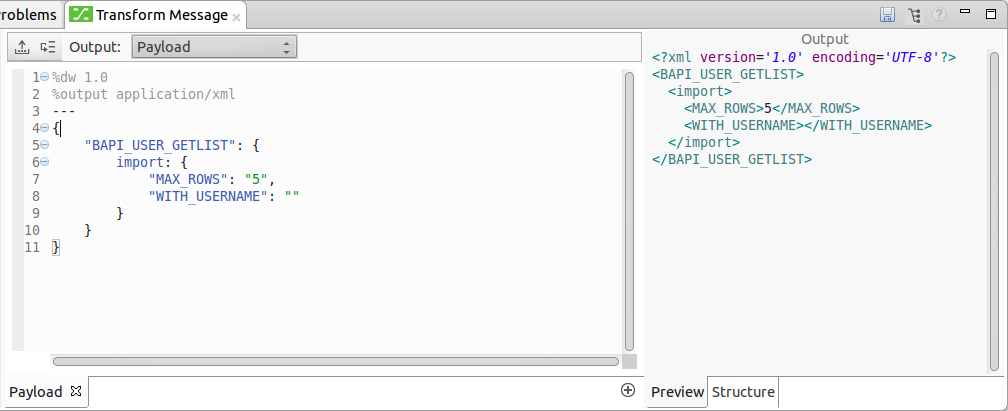 roblems
Transform Message
Output:
Payload
1 %dw 1.0
2 %output application/xml
3 ---
4 {
5     "BAPI_USER_GETLIST": {
6         import: {
7             "MAX_ROWS": "5",
8             "WITH_USERNAME": ""
9         }
10     }
11 }
Payload
Output
<?xml version='1.0' encoding='UTF-8'?>
<BAPI_USER_GETLIST>
  <import>
    <MAX_ROWS>5</MAX_ROWS>
    <WITH_USERNAME></WITH_USERNAME>
  </import>
</BAPI_USER_GETLIST>
Preview
Structure